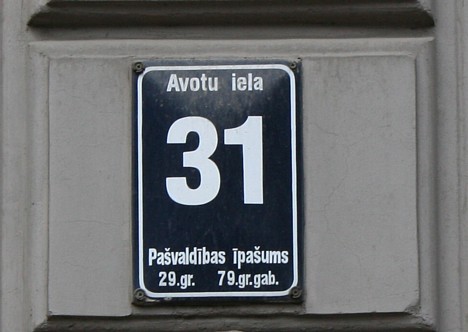 Avotu iela
31
Pašvaldības īpašums
29.gr. 79.gr.gab.